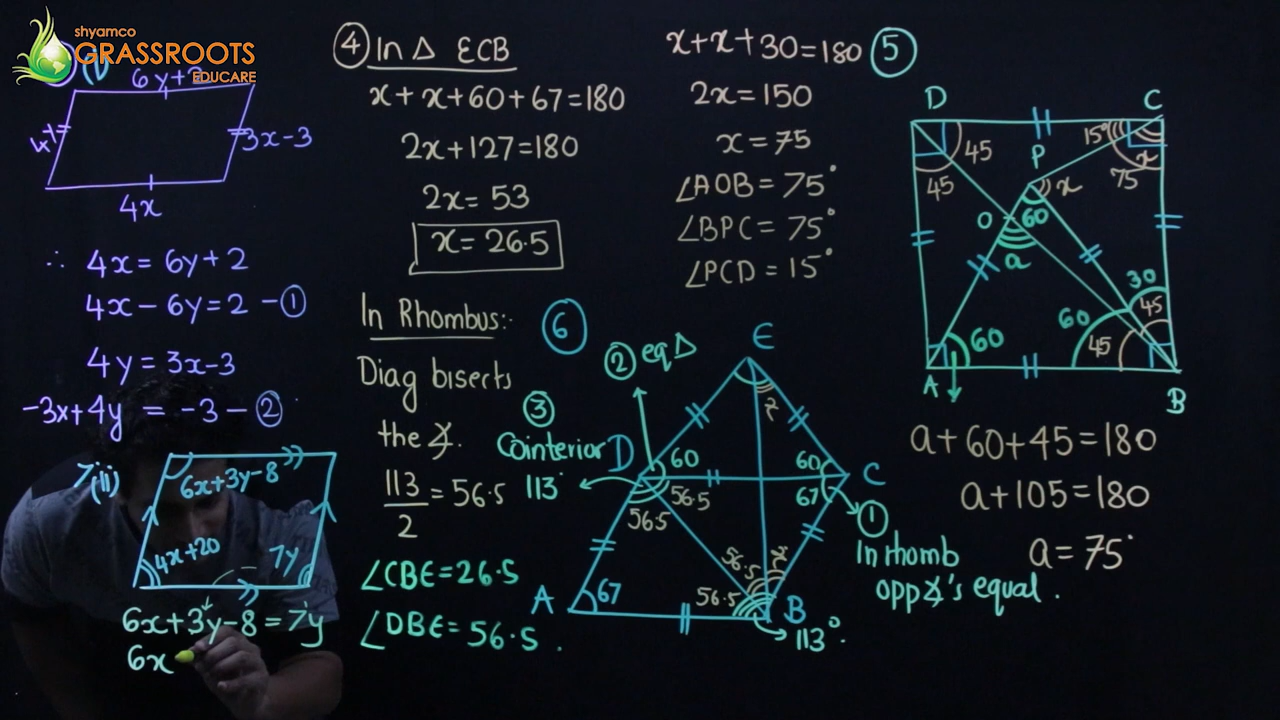 shyamco
GRASSROOTS
EDUCARE
(i)
6y+2
4y
3x-3
4x
∴ 4x = 6y + 2
4x - 6y = 2 - ①
4y = 3x-3
-3x+4y = -3 - ②
7(ii)
6x+3y-8
4x+20
7y
6x+3y-8 = 7y
6x
④ In Δ ECB
x + x + 60 + 67 = 180
2x + 127 = 180
2x = 53
x = 26.5
In Rhombus:-
Diag bisects
the ∡.
113/2 = 56.5
∠CBE = 26.5
∠DBE = 56.5.
x + x + 30 = 180
2x = 150
x = 75
∠AOB = 75°
∠BPC = 75°
∠PCD = 15°
⑥
② eq Δ
③
Cointerior
113°
E
x
D
60
60
C
56.5
67
56.5
①
In rhomb
opp ∡'s equal.
56.5
x
A
67
56.5
B
113°.
⑤
D
C
45
15°
x
P
45
75
x
O
60
a
30
60
45
60
45
A
B
a + 60 + 45 = 180
a + 105 = 180
a = 75°